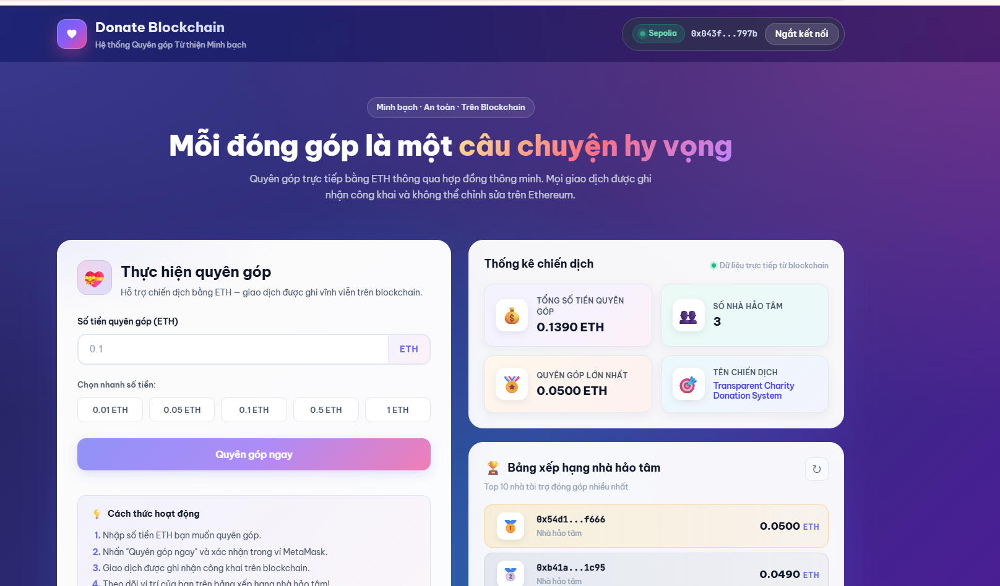 Donate Blockchain
Hệ thống Quyên góp Từ thiện Minh bạch
Sepolia
0x043f...797b
Ngắt kết nối
Minh bạch · An toàn · Trên Blockchain
Mỗi đóng góp là một câu chuyện hy vọng
Quyên góp trực tiếp bằng ETH thông qua hợp đồng thông minh. Mọi giao dịch được ghi
nhận công khai và không thể chỉnh sửa trên Ethereum.
Thực hiện quyên góp
Hỗ trợ chiến dịch bằng ETH — giao dịch được ghi vĩnh viễn trên blockchain.
Số tiền quyên góp (ETH)
0.1
ETH
Chọn nhanh số tiền:
0.01 ETH
0.05 ETH
0.1 ETH
0.5 ETH
1 ETH
Quyên góp ngay
Cách thức hoạt động
1. Nhập số tiền ETH bạn muốn quyên góp.
2. Nhấn "Quyên góp ngay" và xác nhận trong ví MetaMask.
3. Giao dịch được ghi nhận công khai trên blockchain.
4. Theo dõi vị trí của bạn trên bảng xếp hạng nhà hảo tâm!
Thống kê chiến dịch
Dữ liệu trực tiếp từ blockchain
TỔNG SỐ TIỀN QUYÊN
GÓP
0.1390 ETH
SỐ NHÀ HẢO TÂM
3
QUYÊN GÓP LỚN NHẤT
0.0500 ETH
TÊN CHIẾN DỊCH
Transparent Charity
Donation System
Bảng xếp hạng nhà hảo tâm
Top 10 nhà tài trợ đóng góp nhiều nhất
1
0x54d1...f666
Nhà hảo tâm
0.0500 ETH
2
0xb41a...1c95
Nhà hảo tâm
0.0490 ETH